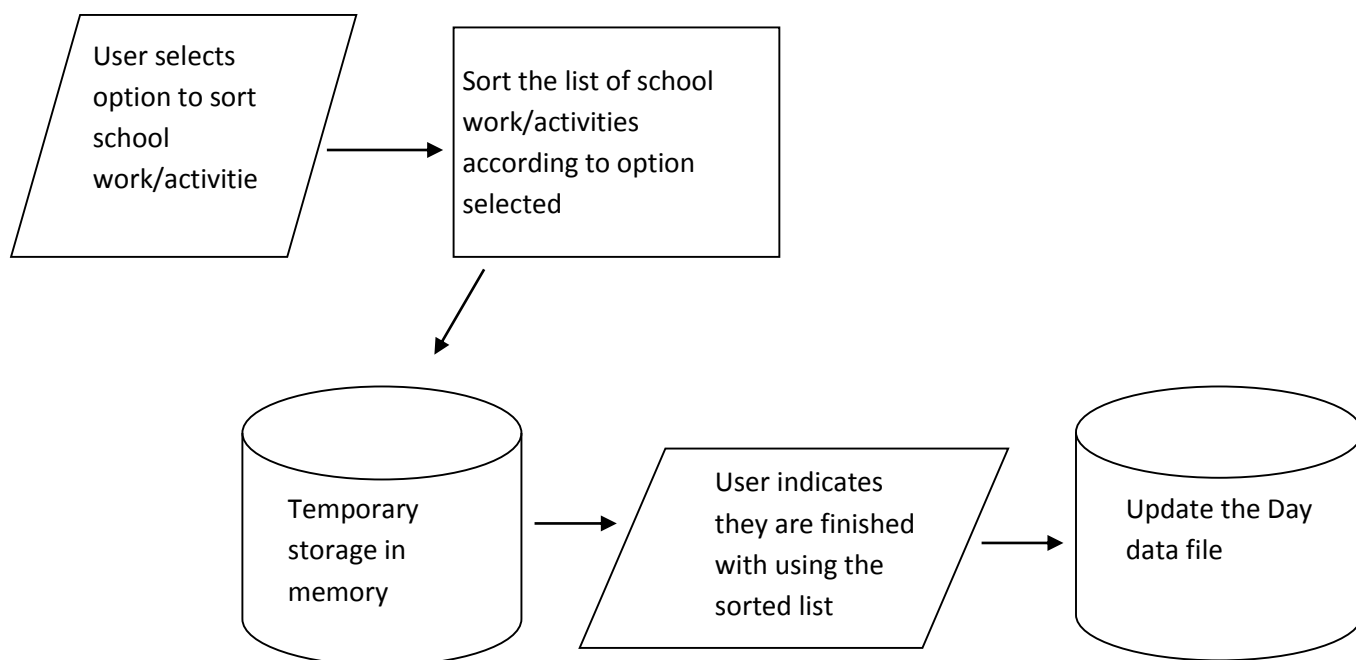 User selects
option to sort
school
work/activitie
Sort the list of school
work/activities
according to option
selected
Temporary
storage in
memory
User indicates
they are finished
with using the
sorted list
Update the Day
data file